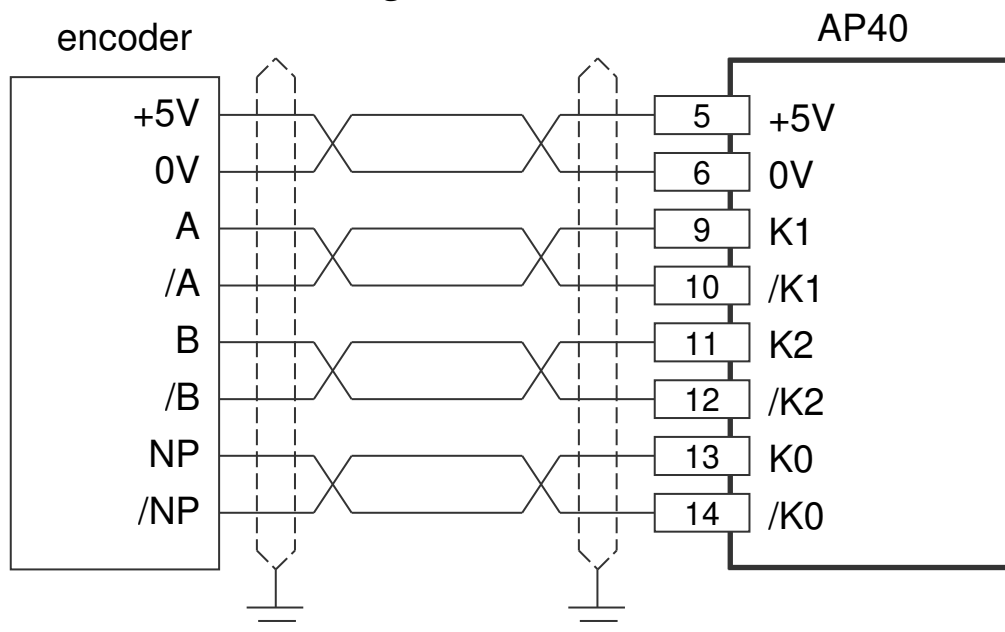 encoder
AP40
+5V 5 +5V
0V 6 0V
A 9 K1
/A 10 /K1
B 11 K2
/B 12 /K2
NP 13 K0
/NP 14 /K0